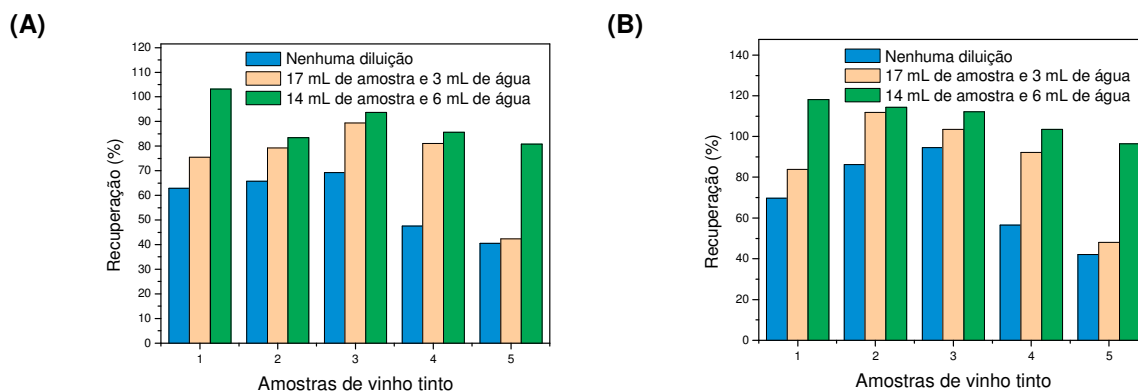 (A)
Recuperação (%)
120
110
100
90
80
70
60
50
40
30
20
10
0
Nenhuma diluição
17 mL de amostra e 3 mL de água
14 mL de amostra e 6 mL de água
1 2 3 4 5
Amostras de vinho tinto
(B)
Recuperação (%)
140
120
100
80
60
40
20
0
Nenhuma diluição
17 mL de amostra e 3 mL de água
14 mL de amostra e 6 mL de água
1 2 3 4 5
Amostras de vinho tinto